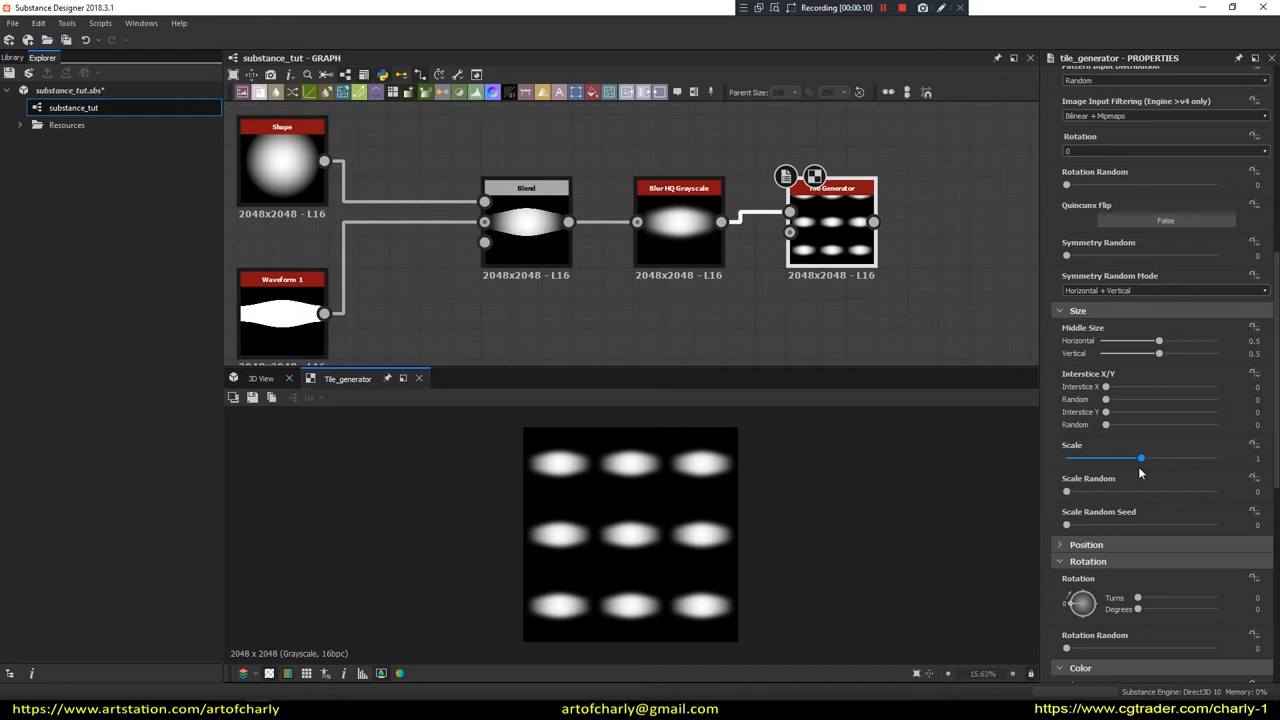 Substance Designer 2018.3.1
Recording [00:00:10]
File Edit Tools Scripts Windows Help
Library Explorer
substance_tut.sbs*
substance_tut
Resources
substance_tut - GRAPH
Parent Size: 256 256
Shape
2048x2048 - L16
Waveform 1
Blend
2048x2048 - L16
Blur HQ Grayscale
2048x2048 - L16
Tile Generator
2048x2048 - L16
3D View
Tile_generator
UV
2048 x 2048 (Grayscale, 16bpc)
15.63%
tile_generator - PROPERTIES
Pattern Input Distribution
Random
Image Input Filtering (Engine >v4 only)
Bilinear + Mipmaps
Rotation
0
Rotation Random
0
Quincunx Flip
False
Symmetry Random
0
Symmetry Random Mode
Horizontal + Vertical
Size
Middle Size
Horizontal 0.5
Vertical 0.5
Interstice X/Y
Interstice X 0
Random 0
Interstice Y 0
Random 0
Scale
1
Scale Random
0
Scale Random Seed
0
Position
Rotation
Rotation
0 Turns 0
Degrees 0
Rotation Random
0
Color
Substance Engine: Direct3D 10 Memory: 0%
https://www.artstation.com/artofcharly
artofcharly@gmail.com
https://www.cgtrader.com/charly-1